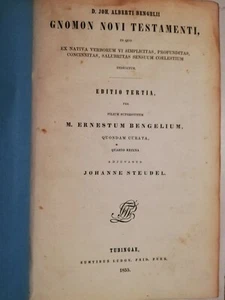 D. JOH. ALBERTI BENGELII
GNOMON NOVI TESTAMENTI,
IN QUO
EX NATIVA VERBORUM VI SIMPLICITAS, PROFUNDITAS,
CONCINNITAS, SALUBRITAS SENSUUM COELESTIUM
INDICATUR.
EDITIO TERTIA,
PER
FILIUM SUPERSTITEM
M. ERNESTUM BENGELIUM,
QUONDAM CURATA,
QUARTO RECUSA
ADJUVANTE
JOHANNE STEUDEL.
TUBINGAE,
SUMTIBUS LUDOV. FRID. FUES.
1855.